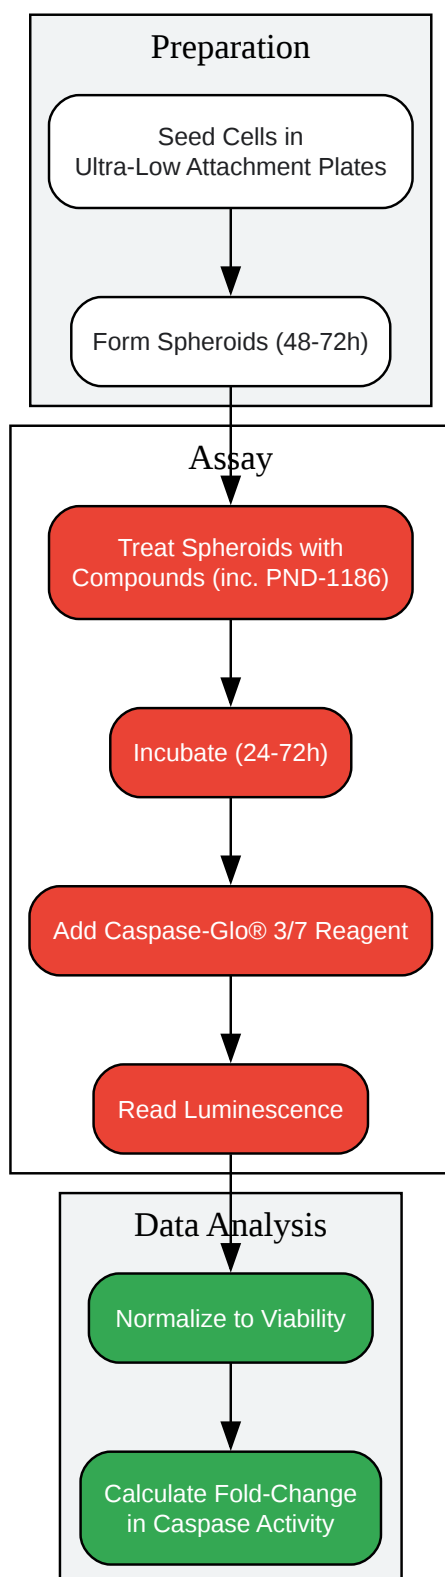 Preparation
Seed Cells in
Ultra-Low Attachment Plates
Form Spheroids (48-72h)
Assay
Treat Spheroids with
Compounds (inc. PND-1186)
Incubate (24-72h)
Add Caspase-Glo® 3/7 Reagent
Read Luminescence
Data Analysis
Normalize to Viability
Calculate Fold-Change
in Caspase Activity